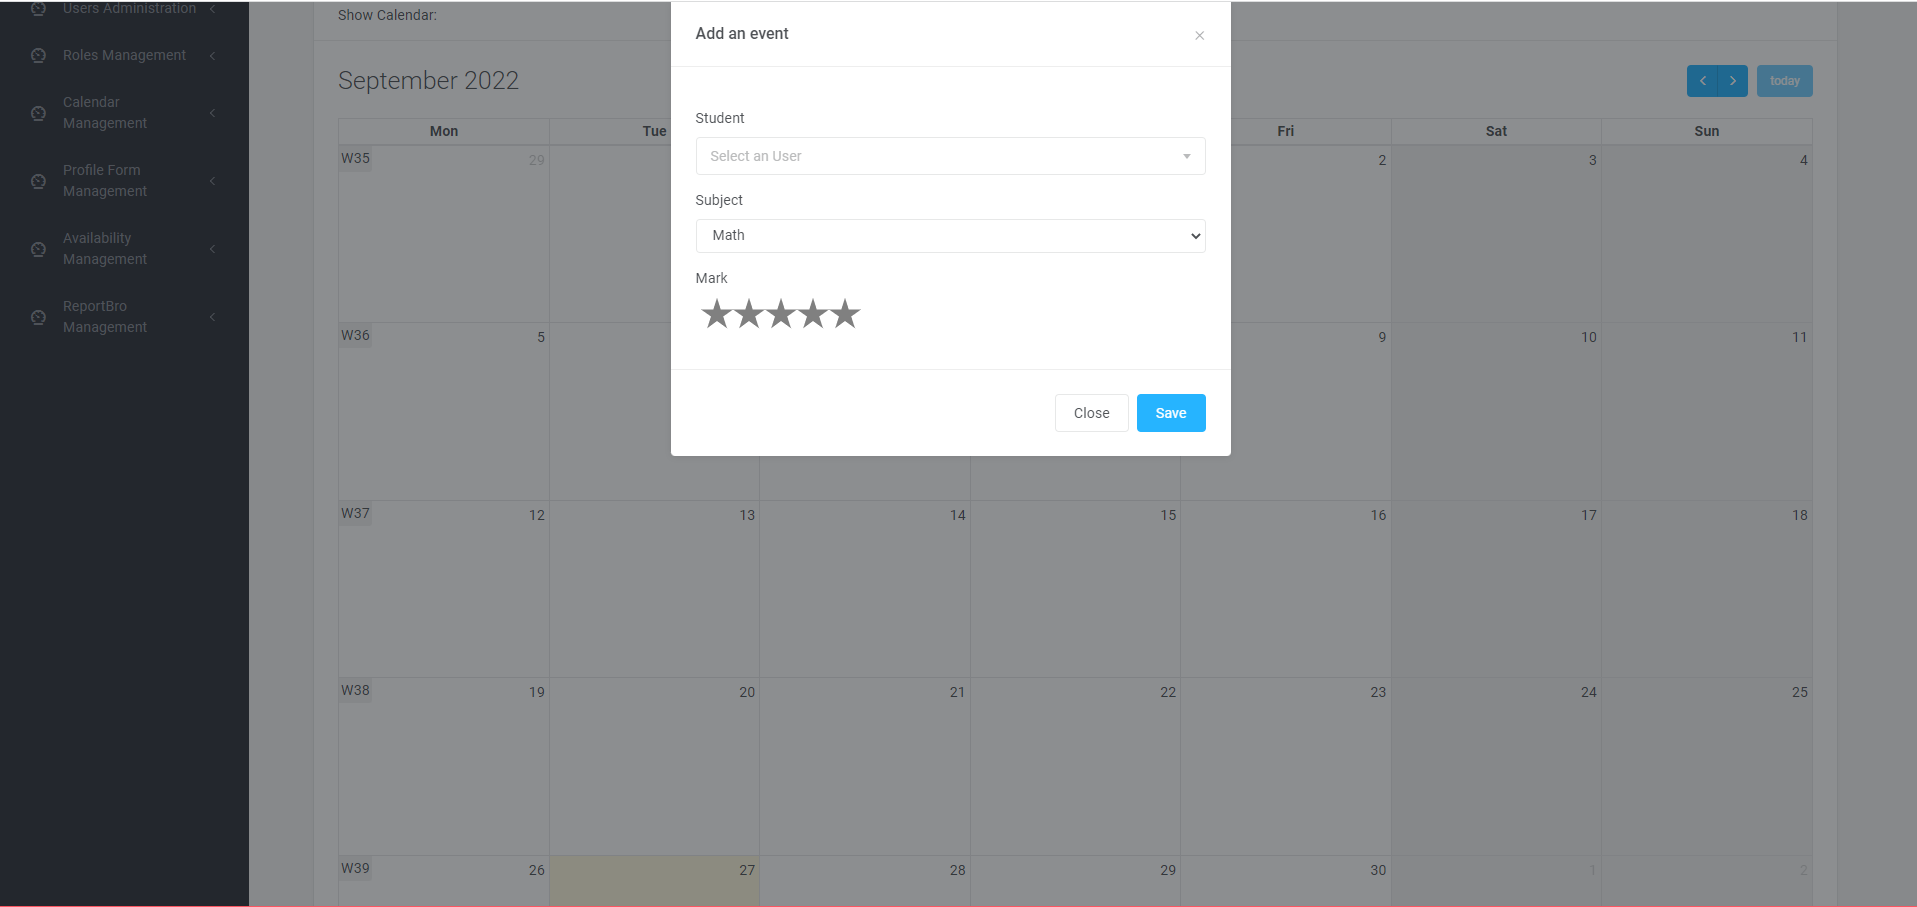 Users Administration
Roles Management
Calendar
Management
Profile Form
Management
Availability
Management
ReportBro
Management
Show Calendar:
September 2022
today
Mon
Tue
Fri
Sat
Sun
W35
29
2
3
4
W36
5
9
10
11
W37
12
13
14
15
16
17
18
W38
19
20
21
22
23
24
25
W39
26
27
28
29
30
1
2
Add an event
×
Student
Select an User
Subject
Math
Mark
Close
Save